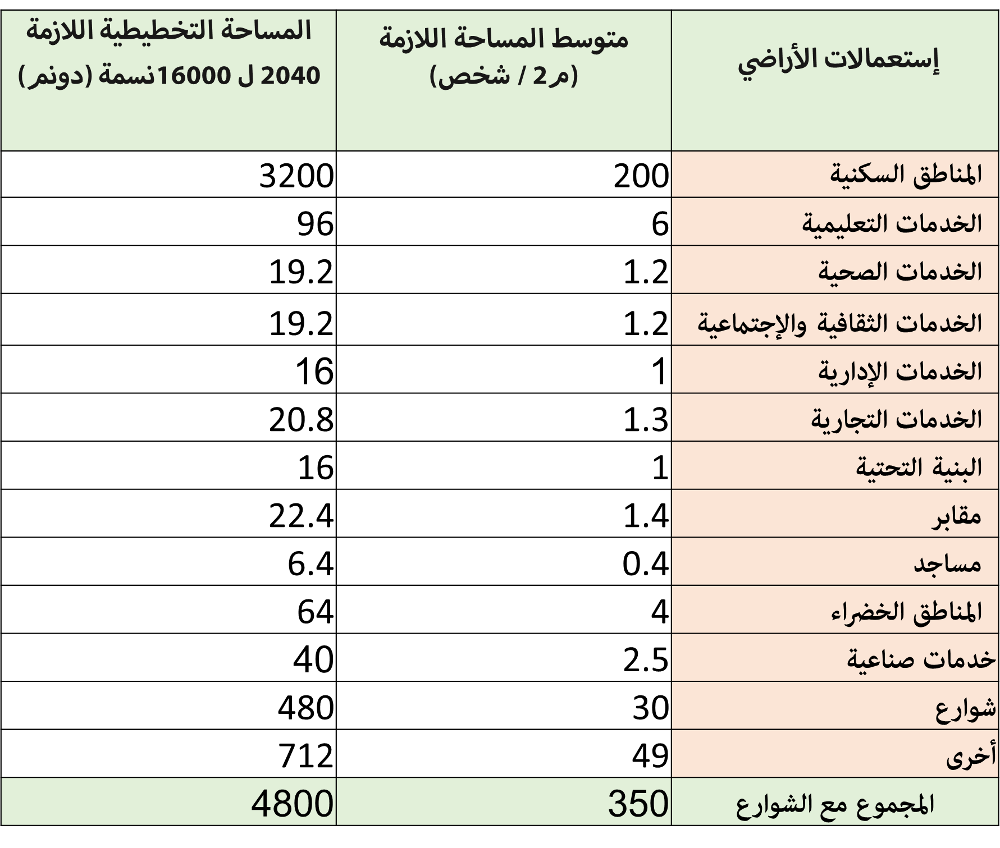 إستعمالات الأراضي
متوسط المساحة اللازمة
(م2 / شخص)
المساحة التخطيطية اللازمة
2040 ل 16000نسمة (دونم)
المناطق السكنية 200 3200
الخدمات التعليمية 6 96
الخدمات الصحية 1.2 19.2
الخدمات الثقافية والإجتماعية 1.2 19.2
الخدمات الإدارية 1 16
الخدمات التجارية 1.3 20.8
البنية التحتية 1 16
مقابر 1.4 22.4
مساجد 0.4 6.4
المناطق الخضراء 4 64
خدمات صناعية 2.5 40
شوارع 30 480
أخرى 49 712
المجموع مع الشوارع 350 4800